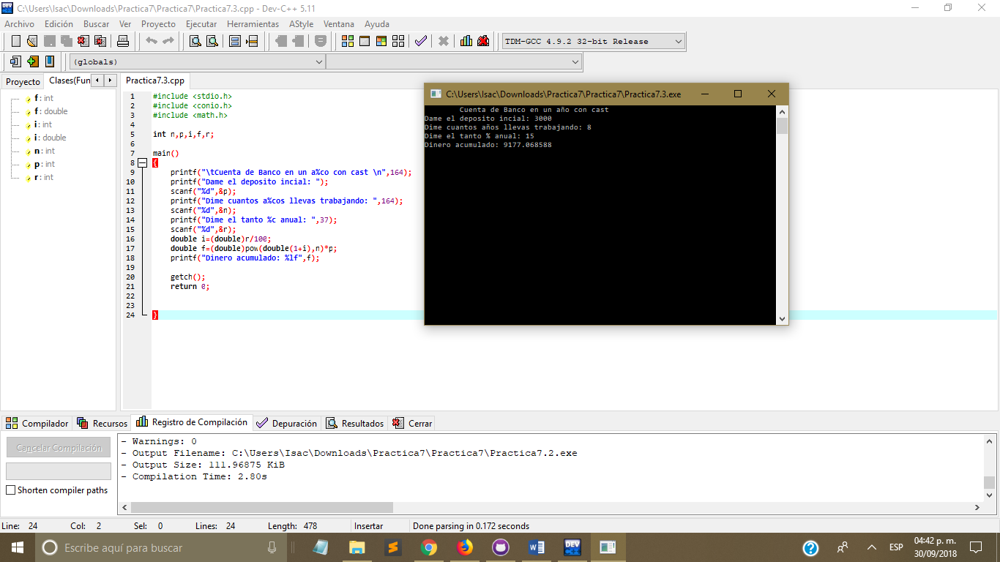 C:\Users\Isac\Downloads\Practica7\Practica7\Practica7.3.cpp - Dev-C++ 5.11
Archivo Edición Buscar Ver Proyecto Ejecutar Herramientas AStyle Ventana Ayuda
TDM-GCC 4.9.2 32-bit Release
(globals)
Proyecto Clases(Fun Practica7.3.cpp
f : int
f : double
i : int
i : double
n : int
p : int
r : int
1 #include <stdio.h>
2 #include <conio.h>
3 #include <math.h>
4
5 int n,p,i,f,r;
6
7 main()
8 {
9 printf("\tCuenta de Banco en un a%co con cast \n",164);
10 printf("Dame el deposito incial: ");
11 scanf("%d",&p);
12 printf("Dime cuantos a%cos llevas trabajando: ",164);
13 scanf("%d",&n);
14 printf("Dime el tanto %c anual: ",37);
15 scanf("%d",&r);
16 double i=(double)r/100;
17 double f=(double)pow(double(1+i),n)*p;
18 printf("Dinero acumulado: %lf",f);
19
20 getch();
21 return 0;
22
23
24 }
C:\Users\Isac\Downloads\Practica7\Practica7\Practica7.3.exe
Cuenta de Banco en un año con cast
Dame el deposito incial: 3000
Dime cuantos años llevas trabajando: 8
Dime el tanto % anual: 15
Dinero acumulado: 9177.068588
Compilador Recursos Registro de Compilación Depuración Resultados Cerrar
Cancelar Compilación
Shorten compiler paths
- Warnings: 0
- Output Filename: C:\Users\Isac\Downloads\Practica7\Practica7\Practica7.2.exe
- Output Size: 111.96875 KiB
- Compilation Time: 2.80s
Line: 24 Col: 2 Sel: 0 Lines: 24 Length: 478 Insertar Done parsing in 0.172 seconds
Escribe aquí para buscar
ESP
04:42 p. m.
30/09/2018